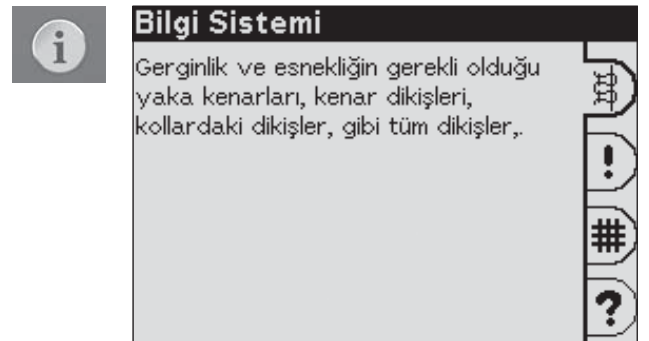 Bilgi Sistemi
Gerginlik ve esnekliğin gerekli olduğu
yaka kenarları, kenar dikişleri,
kollardaki dikişler, gibi tüm dikişler,.
i
!
#
?